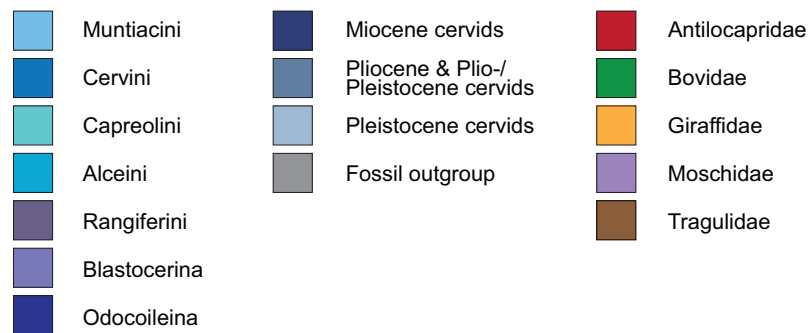 Muntiacini
Cervini
Capreolini
Alceini
Rangiferini
Blastocerina
Odocoileina
Miocene cervids
Pliocene & Plio-/
Pleistocene cervids
Pleistocene cervids
Fossil outgroup
Antilocapridae
Bovidae
Giraffidae
Moschidae
Tragulidae